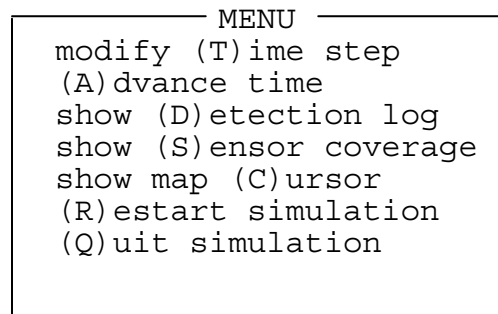 MENU
modify (T)ime step
(A)dvance time
show (D)etection log
show (S)ensor coverage
show map (C)ursor
(R)estart simulation
(Q)uit simulation